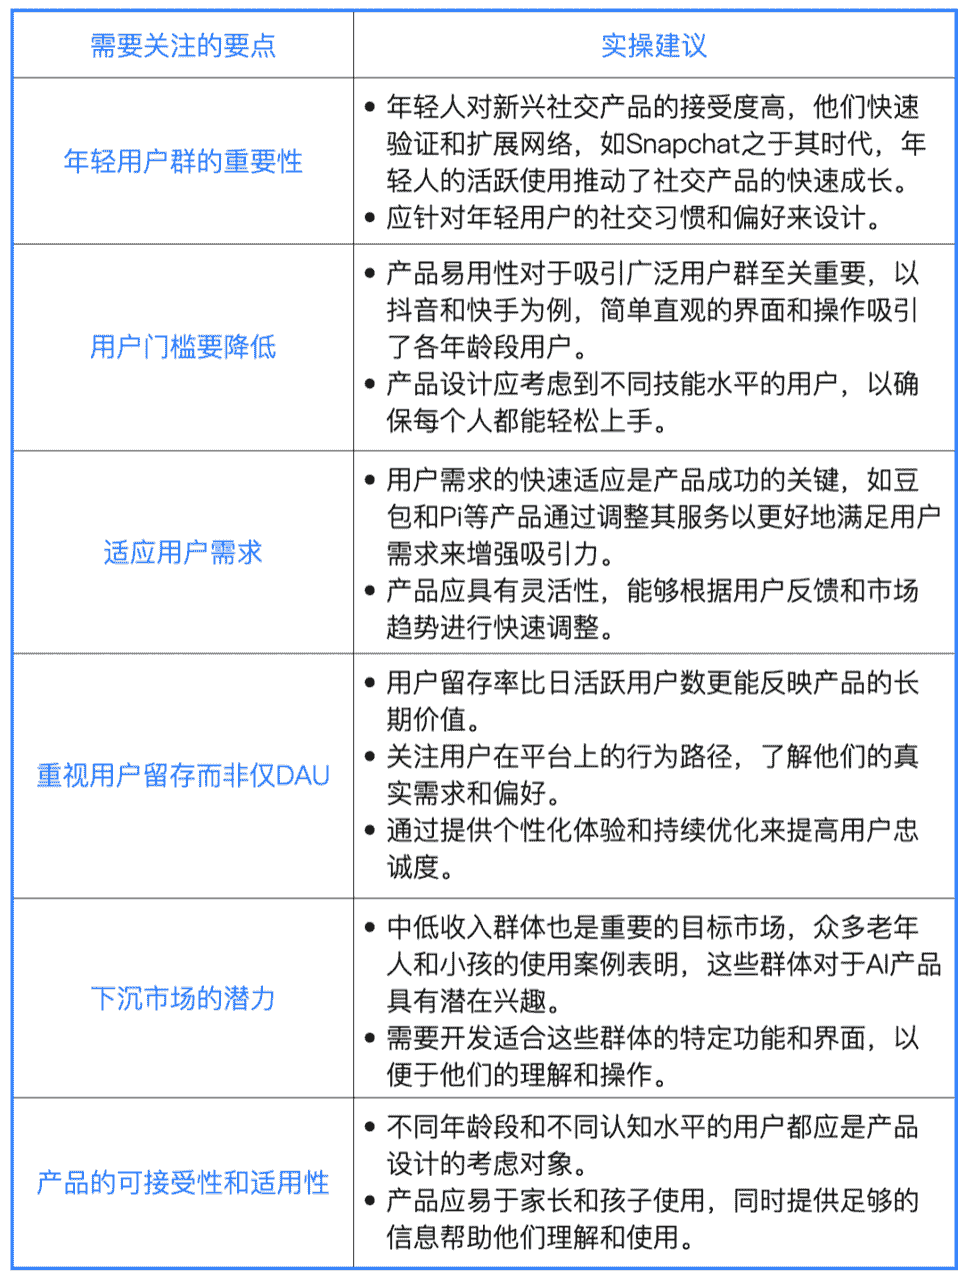 需要关注的要点
实操建议
年轻用户群的重要性
• 年轻人对新兴社交产品的接受度高，他们快速
验证和扩展网络，如Snapchat之于其时代，年
轻人的活跃使用推动了社交产品的快速成长。
• 应针对年轻用户的社交习惯和偏好来设计。
用户门槛要降低
• 产品易用性对于吸引广泛用户群至关重要，以
抖音和快手为例，简单直观的界面和操作吸引
了各年龄段用户。
• 产品设计应考虑到不同技能水平的用户，以确
保每个人都能轻松上手。
适应用户需求
• 用户需求的快速适应是产品成功的关键，如豆
包和Pi等产品通过调整其服务以更好地满足用户
需求来增强吸引力。
• 产品应具有灵活性，能够根据用户反馈和市场
趋势进行快速调整。
重视用户留存而非仅DAU
• 用户留存率比日活跃用户数更能反映产品的长
期价值。
• 关注用户在平台上的行为路径，了解他们的真
实需求和偏好。
• 通过提供个性化体验和持续优化来提高用户忠
诚度。
下沉市场的潜力
• 中低收入群体也是重要的目标市场，众多老年
人和小孩的使用案例表明，这些群体对于AI产品
具有潜在兴趣。
• 需要开发适合这些群体的特定功能和界面，以
便于他们的理解和操作。
产品的可接受性和适用性
• 不同年龄段和不同认知水平的用户都应是产品
设计的考虑对象。
• 产品应易于家长和孩子使用，同时提供足够的
信息帮助他们理解和使用。